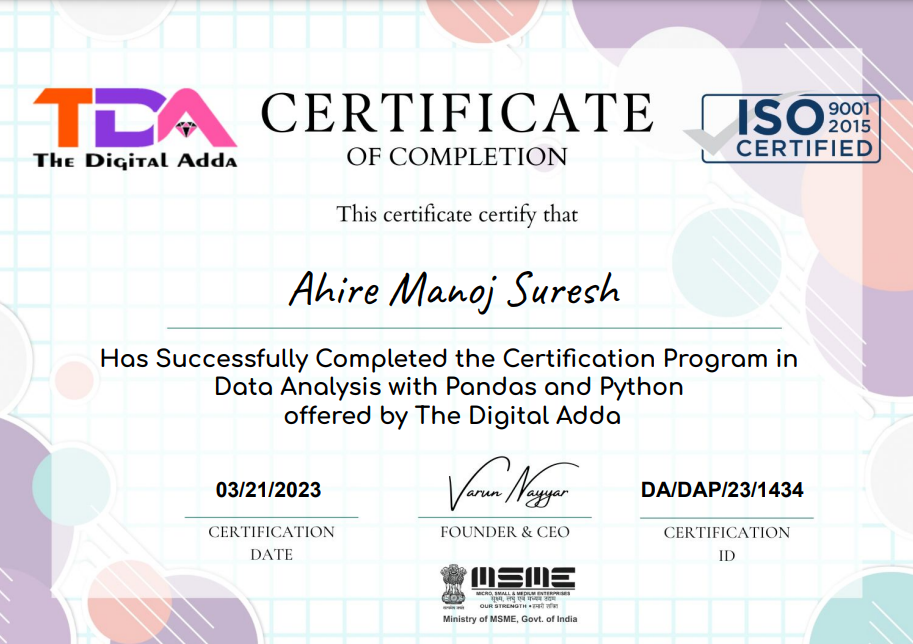 TDA
The Digital Adda
CERTIFICATE
OF COMPLETION
ISO 9001
2015
CERTIFIED
This certificate certify that
Ahire Manoj Suresh
Has Successfully Completed the Certification Program in
Data Analysis with Pandas and Python
offered by The Digital Adda
03/21/2023
Varun Nayyar
DA/DAP/23/1434
CERTIFICATION
DATE
FOUNDER & CEO
CERTIFICATION
ID
MSME
MICRO, SMALL & MEDIUM ENTERPRISES
सूक्ष्म, लघु एवं मध्यम उद्यम
OUR STRENGTH • हमारी शक्ति
सत्यमेव जयते
Ministry of MSME, Govt. of India